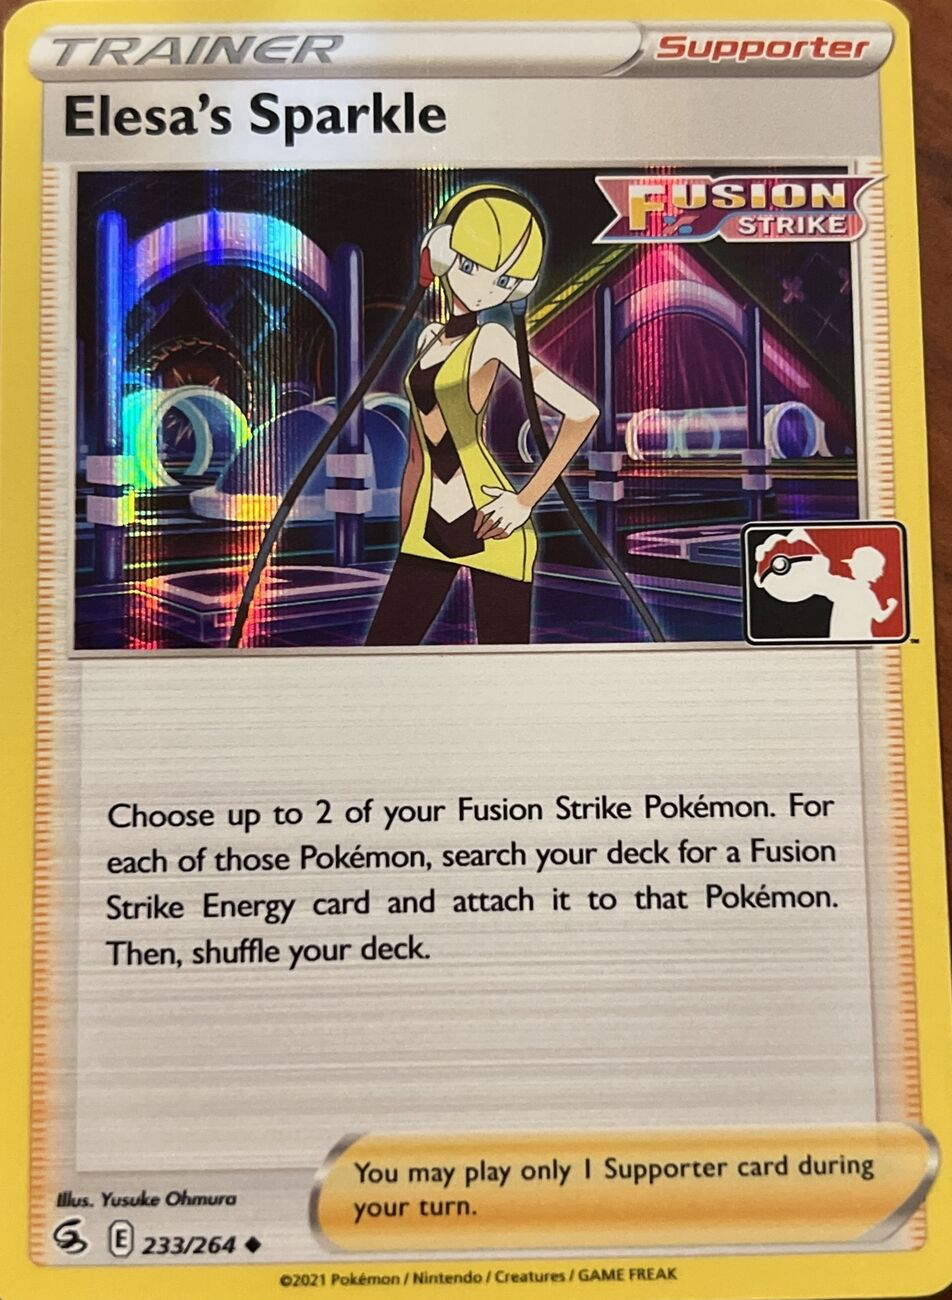 TRAINER
Supporter
Elesa's Sparkle
FUSION
STRIKE
TM
Choose up to 2 of your Fusion Strike Pokémon. For
each of those Pokémon, search your deck for a Fusion
Strike Energy card and attach it to that Pokémon.
Then, shuffle your deck.
You may play only 1 Supporter card during
your turn.
Illus. Yusuke Ohmura
E 233/264 ◆
©2021 Pokémon / Nintendo / Creatures / GAME FREAK